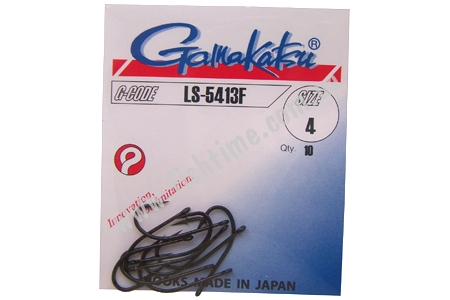 Gamakatsu®
G-CODE LS-5413F SIZE
4
Qty. 10
Innovation,
HOOKS MADE IN JAPAN